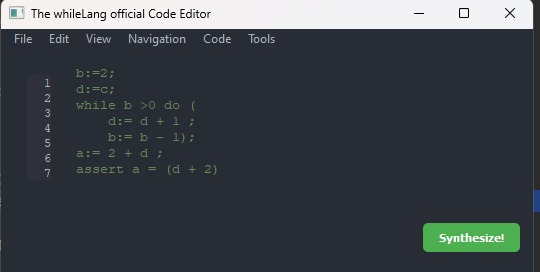 The whileLang official Code Editor
File Edit View Navigation Code Tools
1 b:=2;
2 d:=c;
3 while b >0 do (
4 d:= d + 1 ;
5 b:= b - 1);
6 a:= 2 + d ;
7 assert a = (d + 2)
Synthesize!